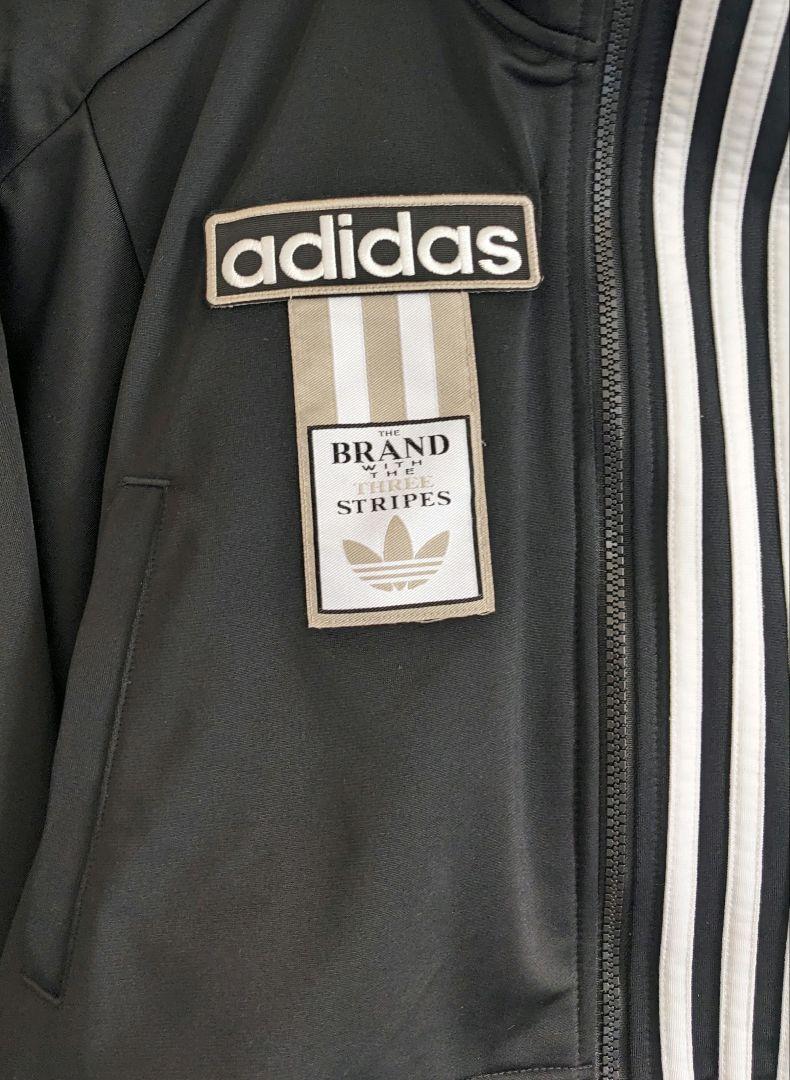 adidas
THE
BRAND
WITH
THE
THREE
STRIPES